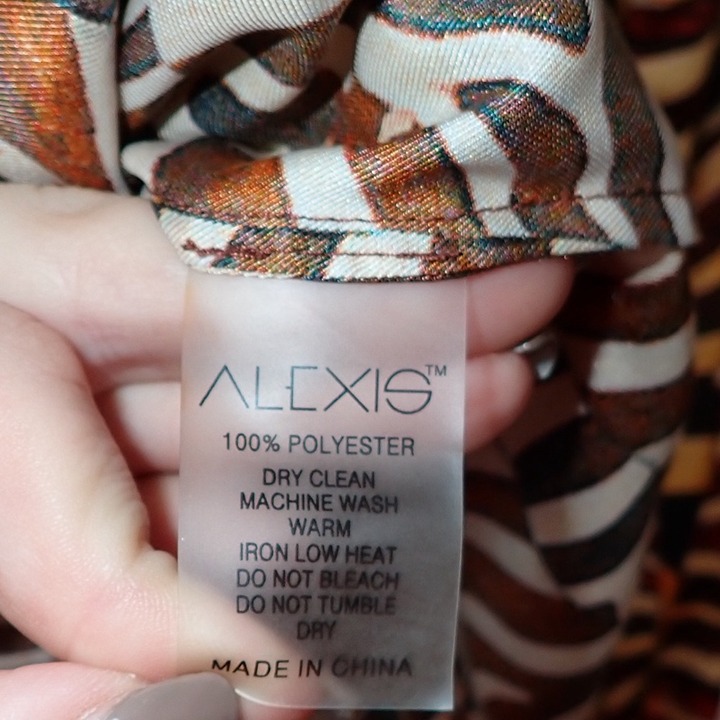 ALEXIS™
100% POLYESTER
DRY CLEAN
MACHINE WASH
WARM
IRON LOW HEAT
DO NOT BLEACH
DO NOT TUMBLE
DRY
MADE IN CHINA